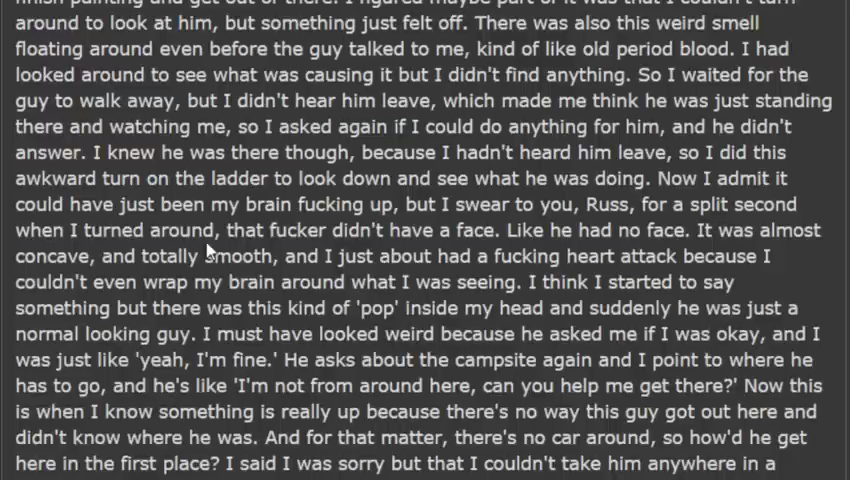 finish painting and get out of there. I figured maybe part of it was that I couldn't turn
around to look at him, but something just felt off. There was also this weird smell
floating around even before the guy talked to me, kind of like old period blood. I had
looked around to see what was causing it but I didn't find anything. So I waited for the
guy to walk away, but I didn't hear him leave, which made me think he was just standing
there and watching me, so I asked again if I could do anything for him, and he didn't
answer. I knew he was there though, because I hadn't heard him leave, so I did this
awkward turn on the ladder to look down and see what he was doing. Now I admit it
could have just been my brain fucking up, but I swear to you, Russ, for a split second
when I turned around, that fucker didn't have a face. Like he had no face. It was almost
concave, and totally smooth, and I just about had a fucking heart attack because I
couldn't even wrap my brain around what I was seeing. I think I started to say
something but there was this kind of 'pop' inside my head and suddenly he was just a
normal looking guy. I must have looked weird because he asked me if I was okay, and I
was just like 'yeah, I'm fine.' He asks about the campsite again and I point to where he
has to go, and he's like 'I'm not from around here, can you help me get there?' Now this
is when I know something is really up because there's no way this guy got out here and
didn't know where he was. And for that matter, there's no car around, so how'd he get
here in the first place? I said I was sorry but that I couldn't take him anywhere in a